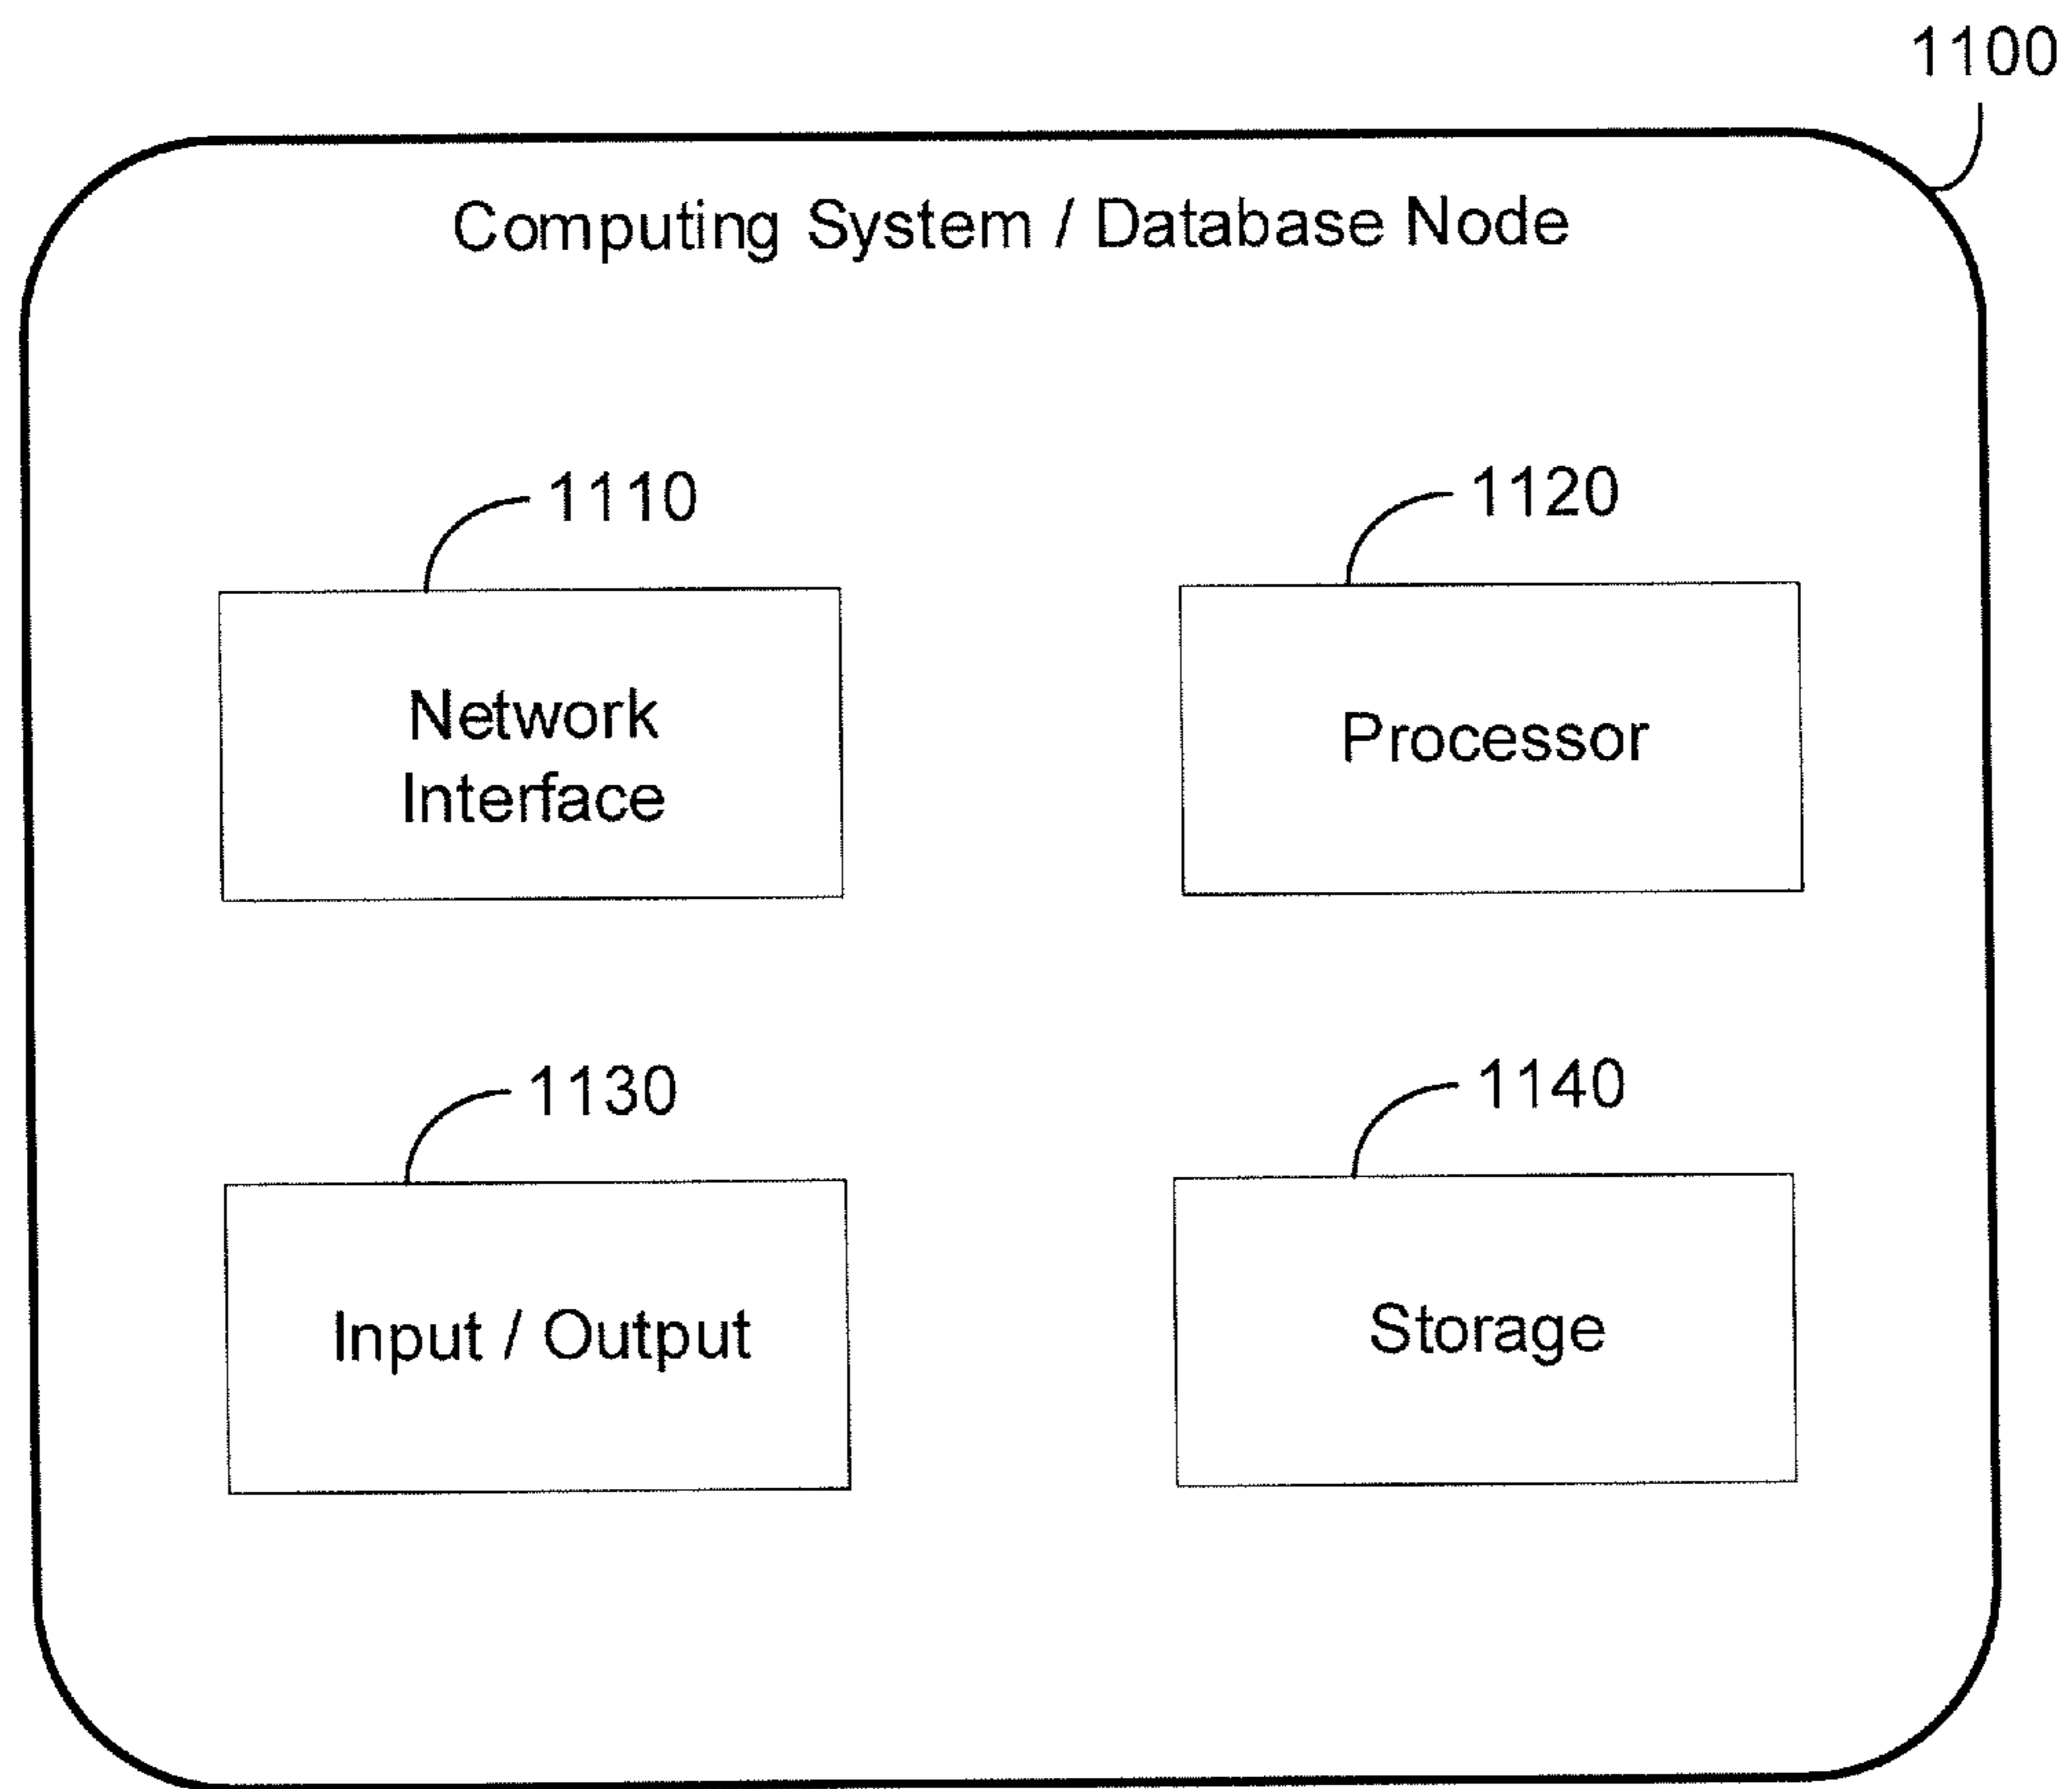 1100
Computing System / Database Node
1110
1120
Network
Interface
Processor
1130
1140
Input / Output
Storage